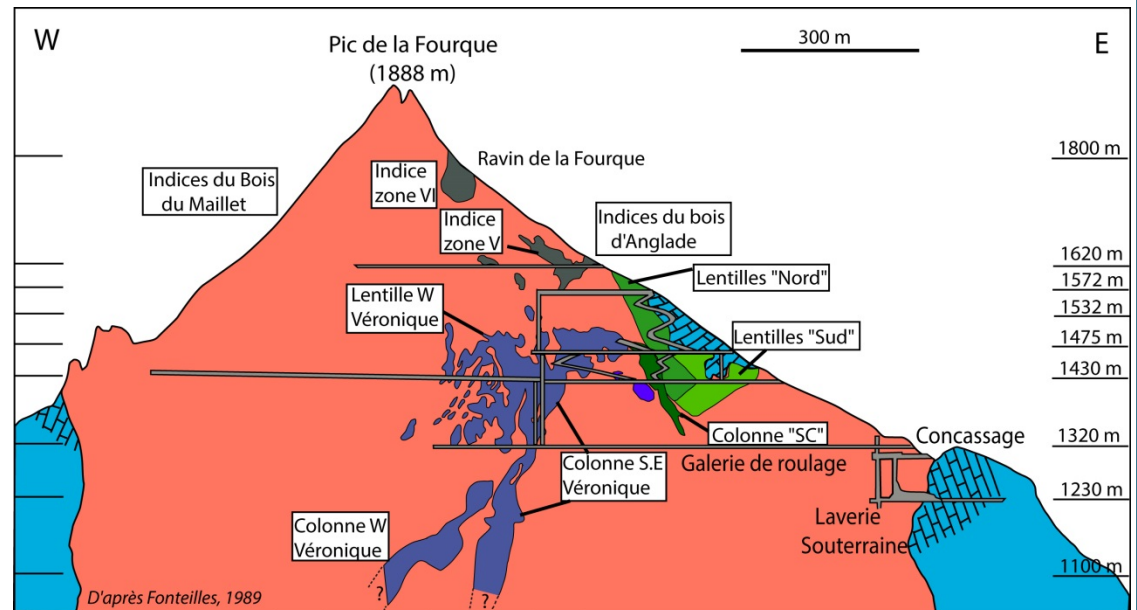 W
Pic de la Fourque
(1888 m)
300 m
E
1800 m
Ravin de la Fourque
Indices du Bois
du Maillet
Indice
zone VI
Indice
zone V
Indices du bois
d'Anglade
1620 m
Lentilles "Nord"
1572 m
Lentille W
Véronique
1532 m
Lentilles "Sud"
1475 m
1430 m
Colonne "SC"
Concassage
1320 m
Galerie de roulage
Colonne S.E
Véronique
1230 m
Laverie
Souterraine
Colonne W
Véronique
1100 m
?
?
D'après Fonteilles, 1989